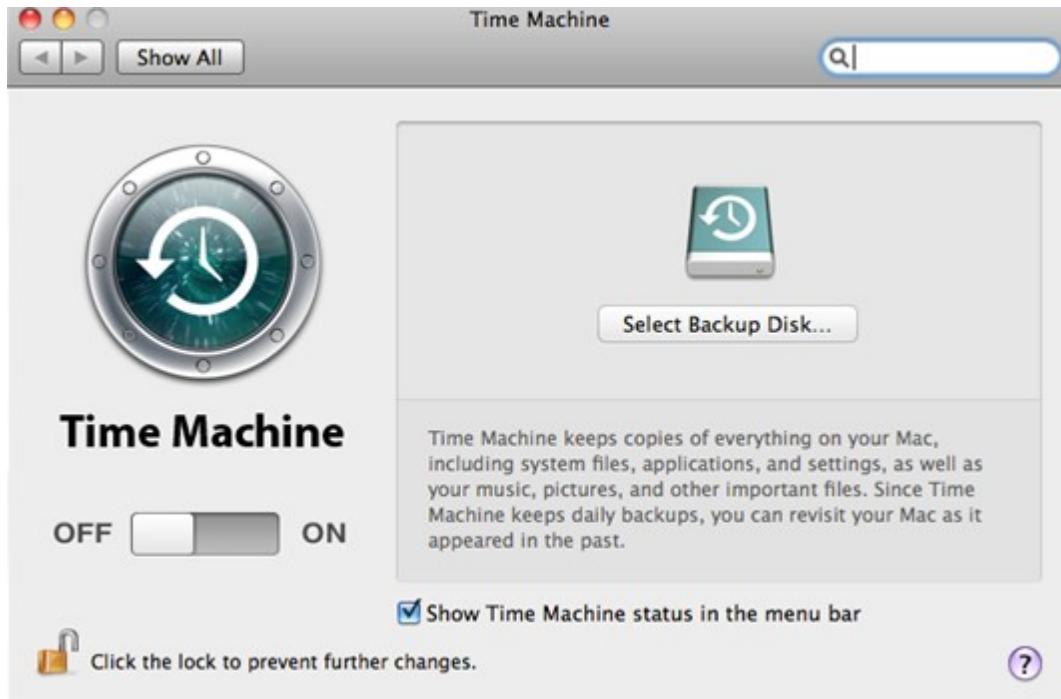 Time Machine
Show All
Select Backup Disk...
Time Machine
Time Machine keeps copies of everything on your Mac,
including system files, applications, and settings, as well as
your music, pictures, and other important files. Since Time
Machine keeps daily backups, you can revisit your Mac as it
appeared in the past.
OFF ON
Show Time Machine status in the menu bar
Click the lock to prevent further changes.
?